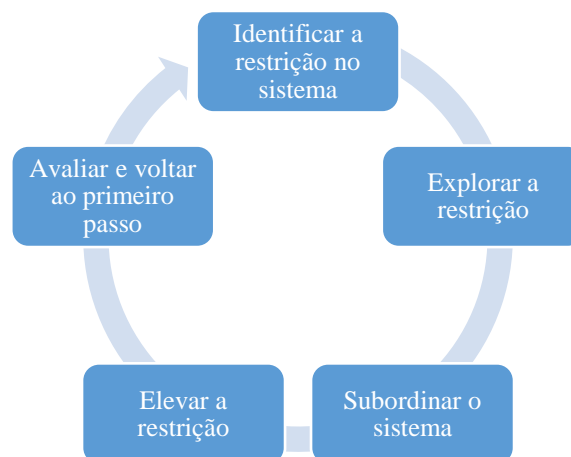 Identificar a
restrição no
sistema
Explorar a
restrição
Subordinar o
sistema
Elevar a
restrição
Avaliar e voltar
ao primeiro
passo